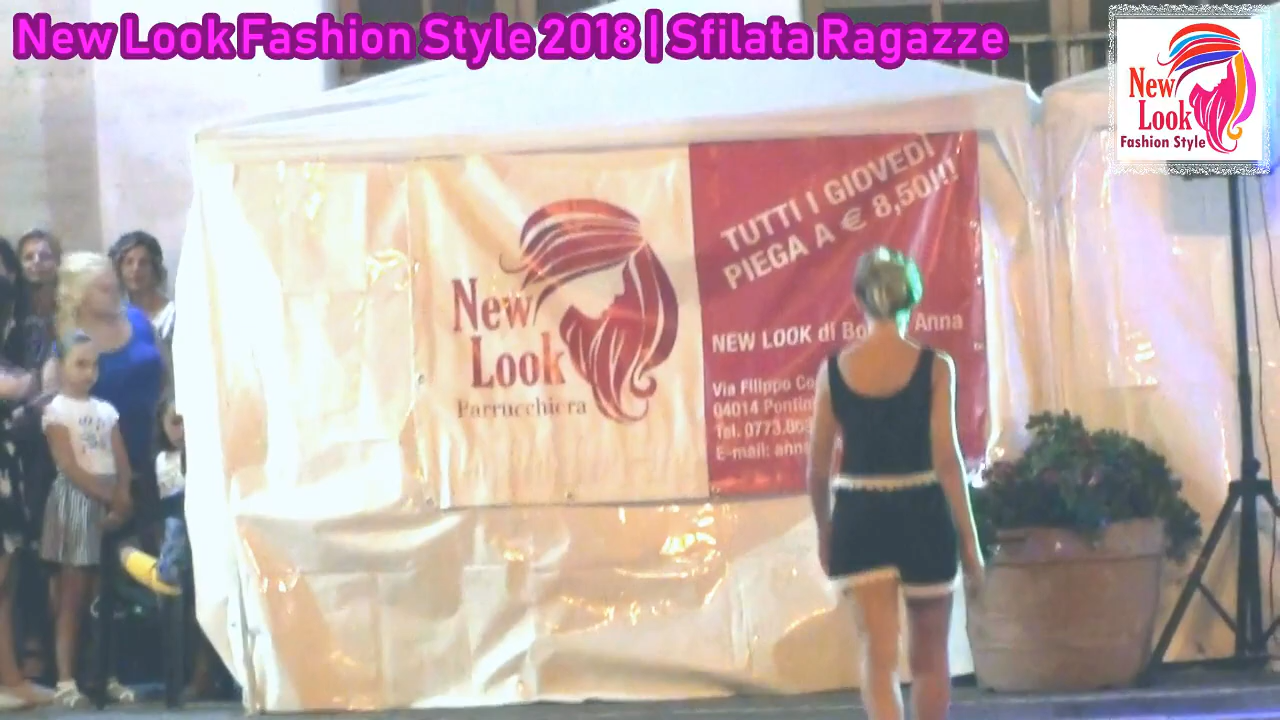 New Look Fashion Style 2018 | Sfilata Ragazze
New
Look
Fashion Style
New
Look
Parrucchiera
TUTTI I GIOVEDÌ
PIEGA A € 8,50!!!
NEW LOOK di Anna
Via Filippo
04014
Tel. 0773
E-mail: